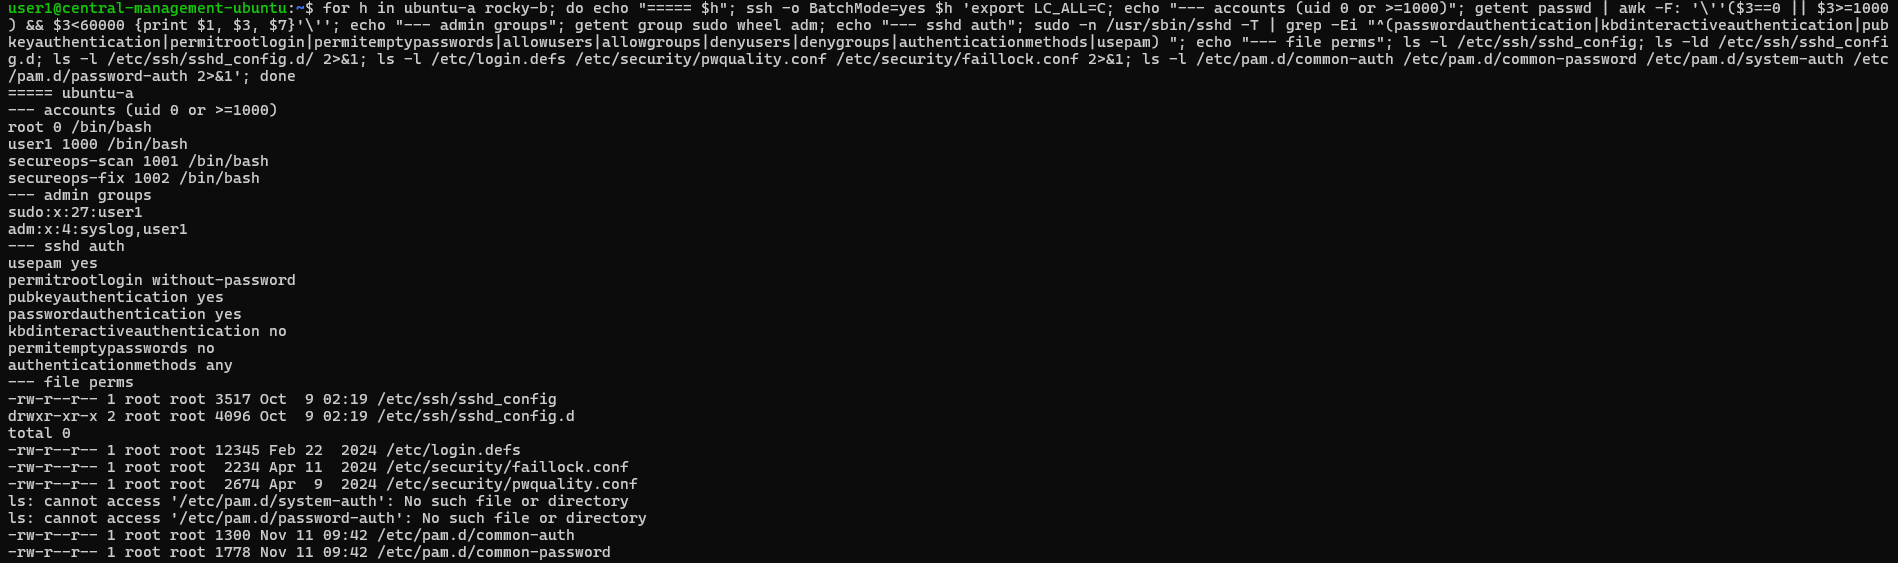 user1@central-management-ubuntu:~$ for h in ubuntu-a rocky-b; do echo "===== $h"; ssh -o BatchMode=yes $h 'export LC_ALL=C; echo "--- accounts (uid 0 or >=1000)"; getent passwd | awk -F: '\''($3==0 || $3>=1000
) && $3<60000 {print $1, $3, $7}'\''; echo "--- admin groups"; getent group sudo wheel adm; echo "--- sshd auth"; sudo -n /usr/sbin/sshd -T | grep -Ei "^(passwordauthentication|kbdinteractiveauthentication|pub
keyauthentication|permitrootlogin|permitemptypasswords|allowusers|allowgroups|denyusers|denygroups|authenticationmethods|usepam) "; echo "--- file perms"; ls -l /etc/ssh/sshd_config; ls -ld /etc/ssh/sshd_confi
g.d; ls -l /etc/ssh/sshd_config.d/ 2>&1; ls -l /etc/login.defs /etc/security/pwquality.conf /etc/security/faillock.conf 2>&1; ls -l /etc/pam.d/common-auth /etc/pam.d/common-password /etc/pam.d/system-auth /etc
/pam.d/password-auth 2>&1'; done
===== ubuntu-a
--- accounts (uid 0 or >=1000)
root 0 /bin/bash
user1 1000 /bin/bash
secureops-scan 1001 /bin/bash
secureops-fix 1002 /bin/bash
--- admin groups
sudo:x:27:user1
adm:x:4:syslog,user1
--- sshd auth
usepam yes
permitrootlogin without-password
pubkeyauthentication yes
passwordauthentication yes
kbdinteractiveauthentication no
permitemptypasswords no
authenticationmethods any
--- file perms
-rw-r--r-- 1 root root 3517 Oct  9 02:19 /etc/ssh/sshd_config
drwxr-xr-x 2 root root 4096 Oct  9 02:19 /etc/ssh/sshd_config.d
total 0
-rw-r--r-- 1 root root 12345 Feb 22  2024 /etc/login.defs
-rw-r--r-- 1 root root  2234 Apr 11  2024 /etc/security/faillock.conf
-rw-r--r-- 1 root root  2674 Apr  9  2024 /etc/security/pwquality.conf
ls: cannot access '/etc/pam.d/system-auth': No such file or directory
ls: cannot access '/etc/pam.d/password-auth': No such file or directory
-rw-r--r-- 1 root root 1300 Nov 11 09:42 /etc/pam.d/common-auth
-rw-r--r-- 1 root root 1778 Nov 11 09:42 /etc/pam.d/common-password